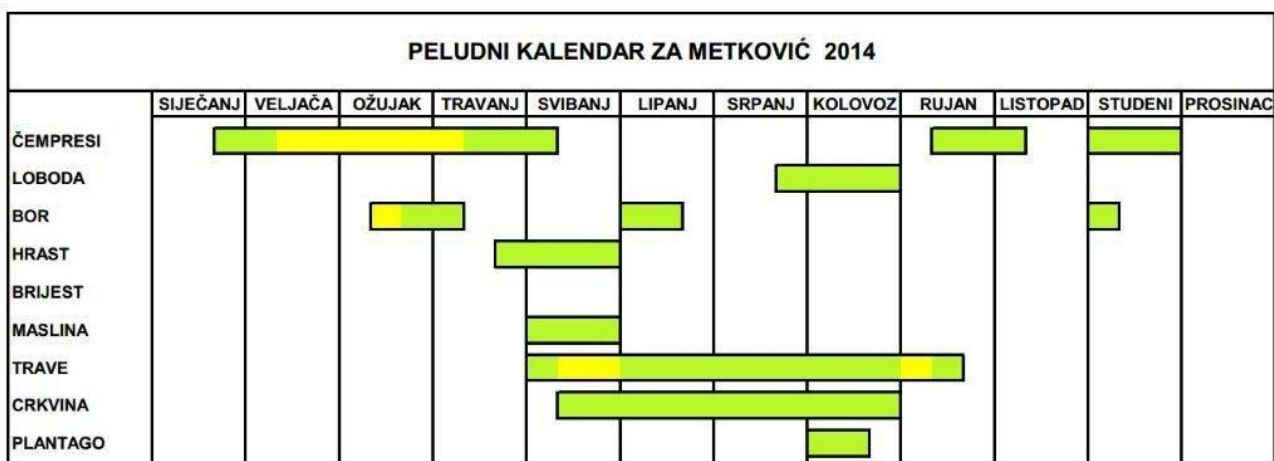 PELUDNI KALENDAR ZA METKOVIĆ 2014
SIJEČANJ VELJAČA OŽUJAK TRAVANJ SVIBANJ LIPANJ SRPANJ KOLOVOZ RUJAN LISTOPAD STUDENI PROSINAC
ČEMPRESI
LOBODA
BOR
HRAST
BRIJEST
MASLINA
TRAVE
CRKVINA
PLANTAGO